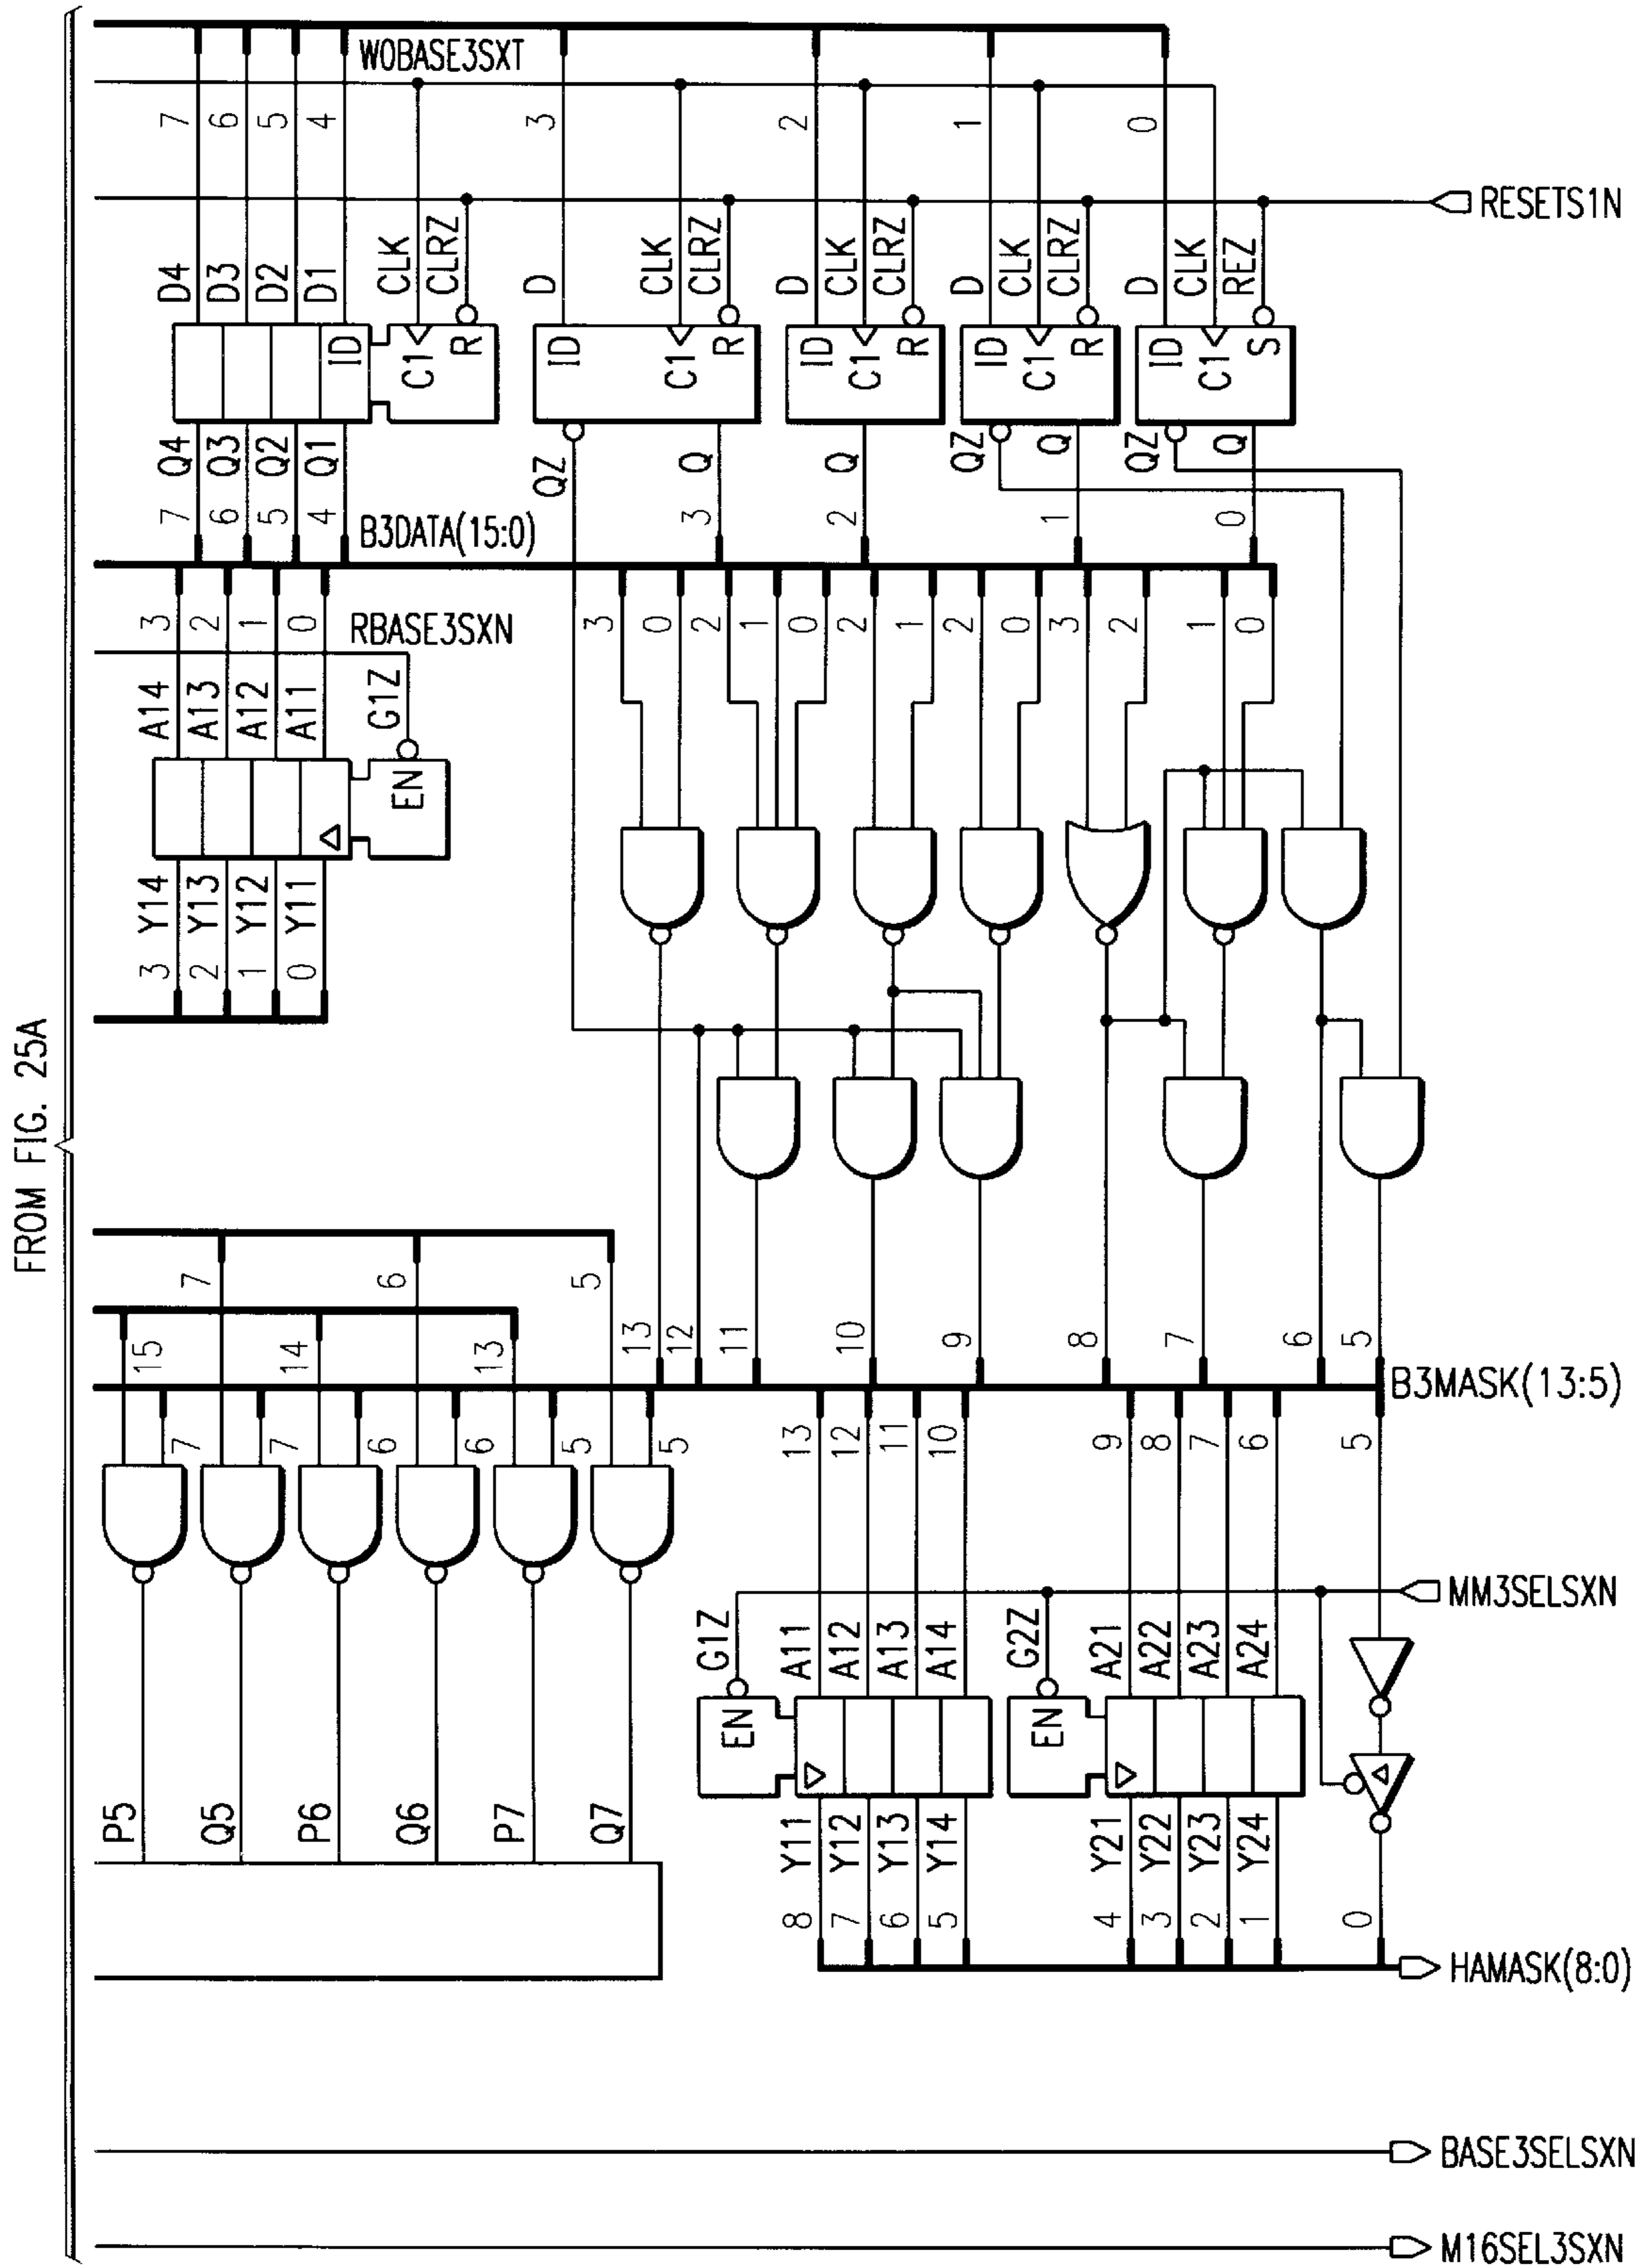 FROM FIG. 25A
WOBASE3SXT
7 6 5 4 3 2 1 0
RESETS1N
D4 D3 D2 D1 CLK CLRZ D CLK CLRZ D CLK CLRZ D CLK CLRZ D CLK REZ
ID C1 R ID C1 R ID C1 R ID C1 R ID C1 S
Q4 Q3 Q2 Q1 QZ Q Q QZ Q QZ Q
7 6 5 4 3 2 1 0
B3DATA(15:0)
3 2 1 0
RBASE3SXN
3 0 2 1 0 2 1 2 0 3 2 1 0
A14 A13 A12 A11 G1Z
EN
Y14 Y13 Y12 Y11
3 2 1 0
7 6 5
15 14 13
13 12 11 10 9 8 7 6 5
B3MASK(13:5)
7 7 6 6 5 5
13 12 11 10 9 8 7 6 5
MM3SELSXN
G1Z A11 A12 A13 A14 G2Z A21 A22 A23 A24
EN EN
P5 Q5 P6 Q6 P7 Q7
Y11 Y12 Y13 Y14 Y21 Y22 Y23 Y24
8 7 6 5 4 3 2 1 0
HAMASK(8:0)
BASE3SELSXN
M16SEL3SXN